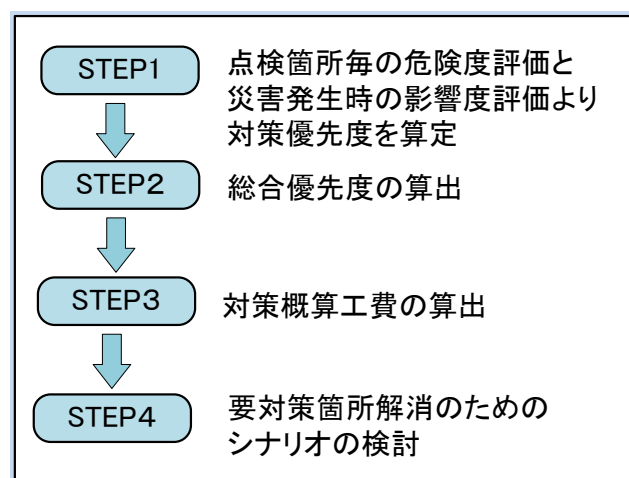 STEP1
点検箇所毎の危険度評価と
災害発生時の影響度評価より
対策優先度を算定
STEP2
総合優先度の算出
STEP3
対策概算工費の算出
STEP4
要対策箇所解消のための
シナリオの検討